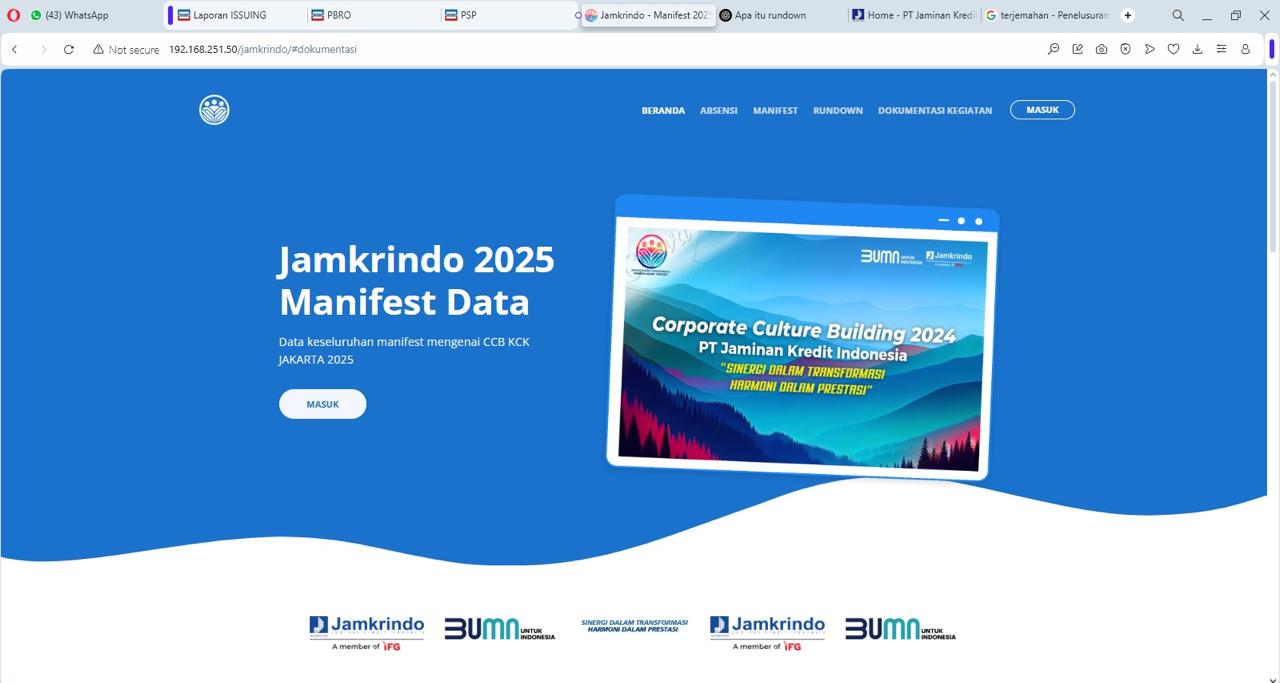 (43) WhatsApp
Laporan ISSUING
PBRO
PSP
Jamkrindo - Manifest 2025
Apa itu rundown
Home - PT Jaminan Kredi
terjemahan - Penelusuran
Not secure 192.168.251.50/jamkrindo/#dokumentasi
BERANDA ABSENSI MANIFEST RUNDOWN DOKUMENTASI KEGIATAN MASUK
BUMN UNTUK INDONESIA
Jamkrindo
Jamkrindo 2025
Manifest Data
Data keseluruhan manifest mengenai CCB KCK
JAKARTA 2025
MASUK
Corporate Culture Building 2024
PT Jaminan Kredit Indonesia
"SINERGI DALAM TRANSFORMASI
HARMONI DALAM PRESTASI"
Jamkrindo
A member of IFG
BUMN UNTUK INDONESIA
SINERGI DALAM TRANSFORMASI
HARMONI DALAM PRESTASI
Jamkrindo
A member of IFG
BUMN UNTUK INDONESIA